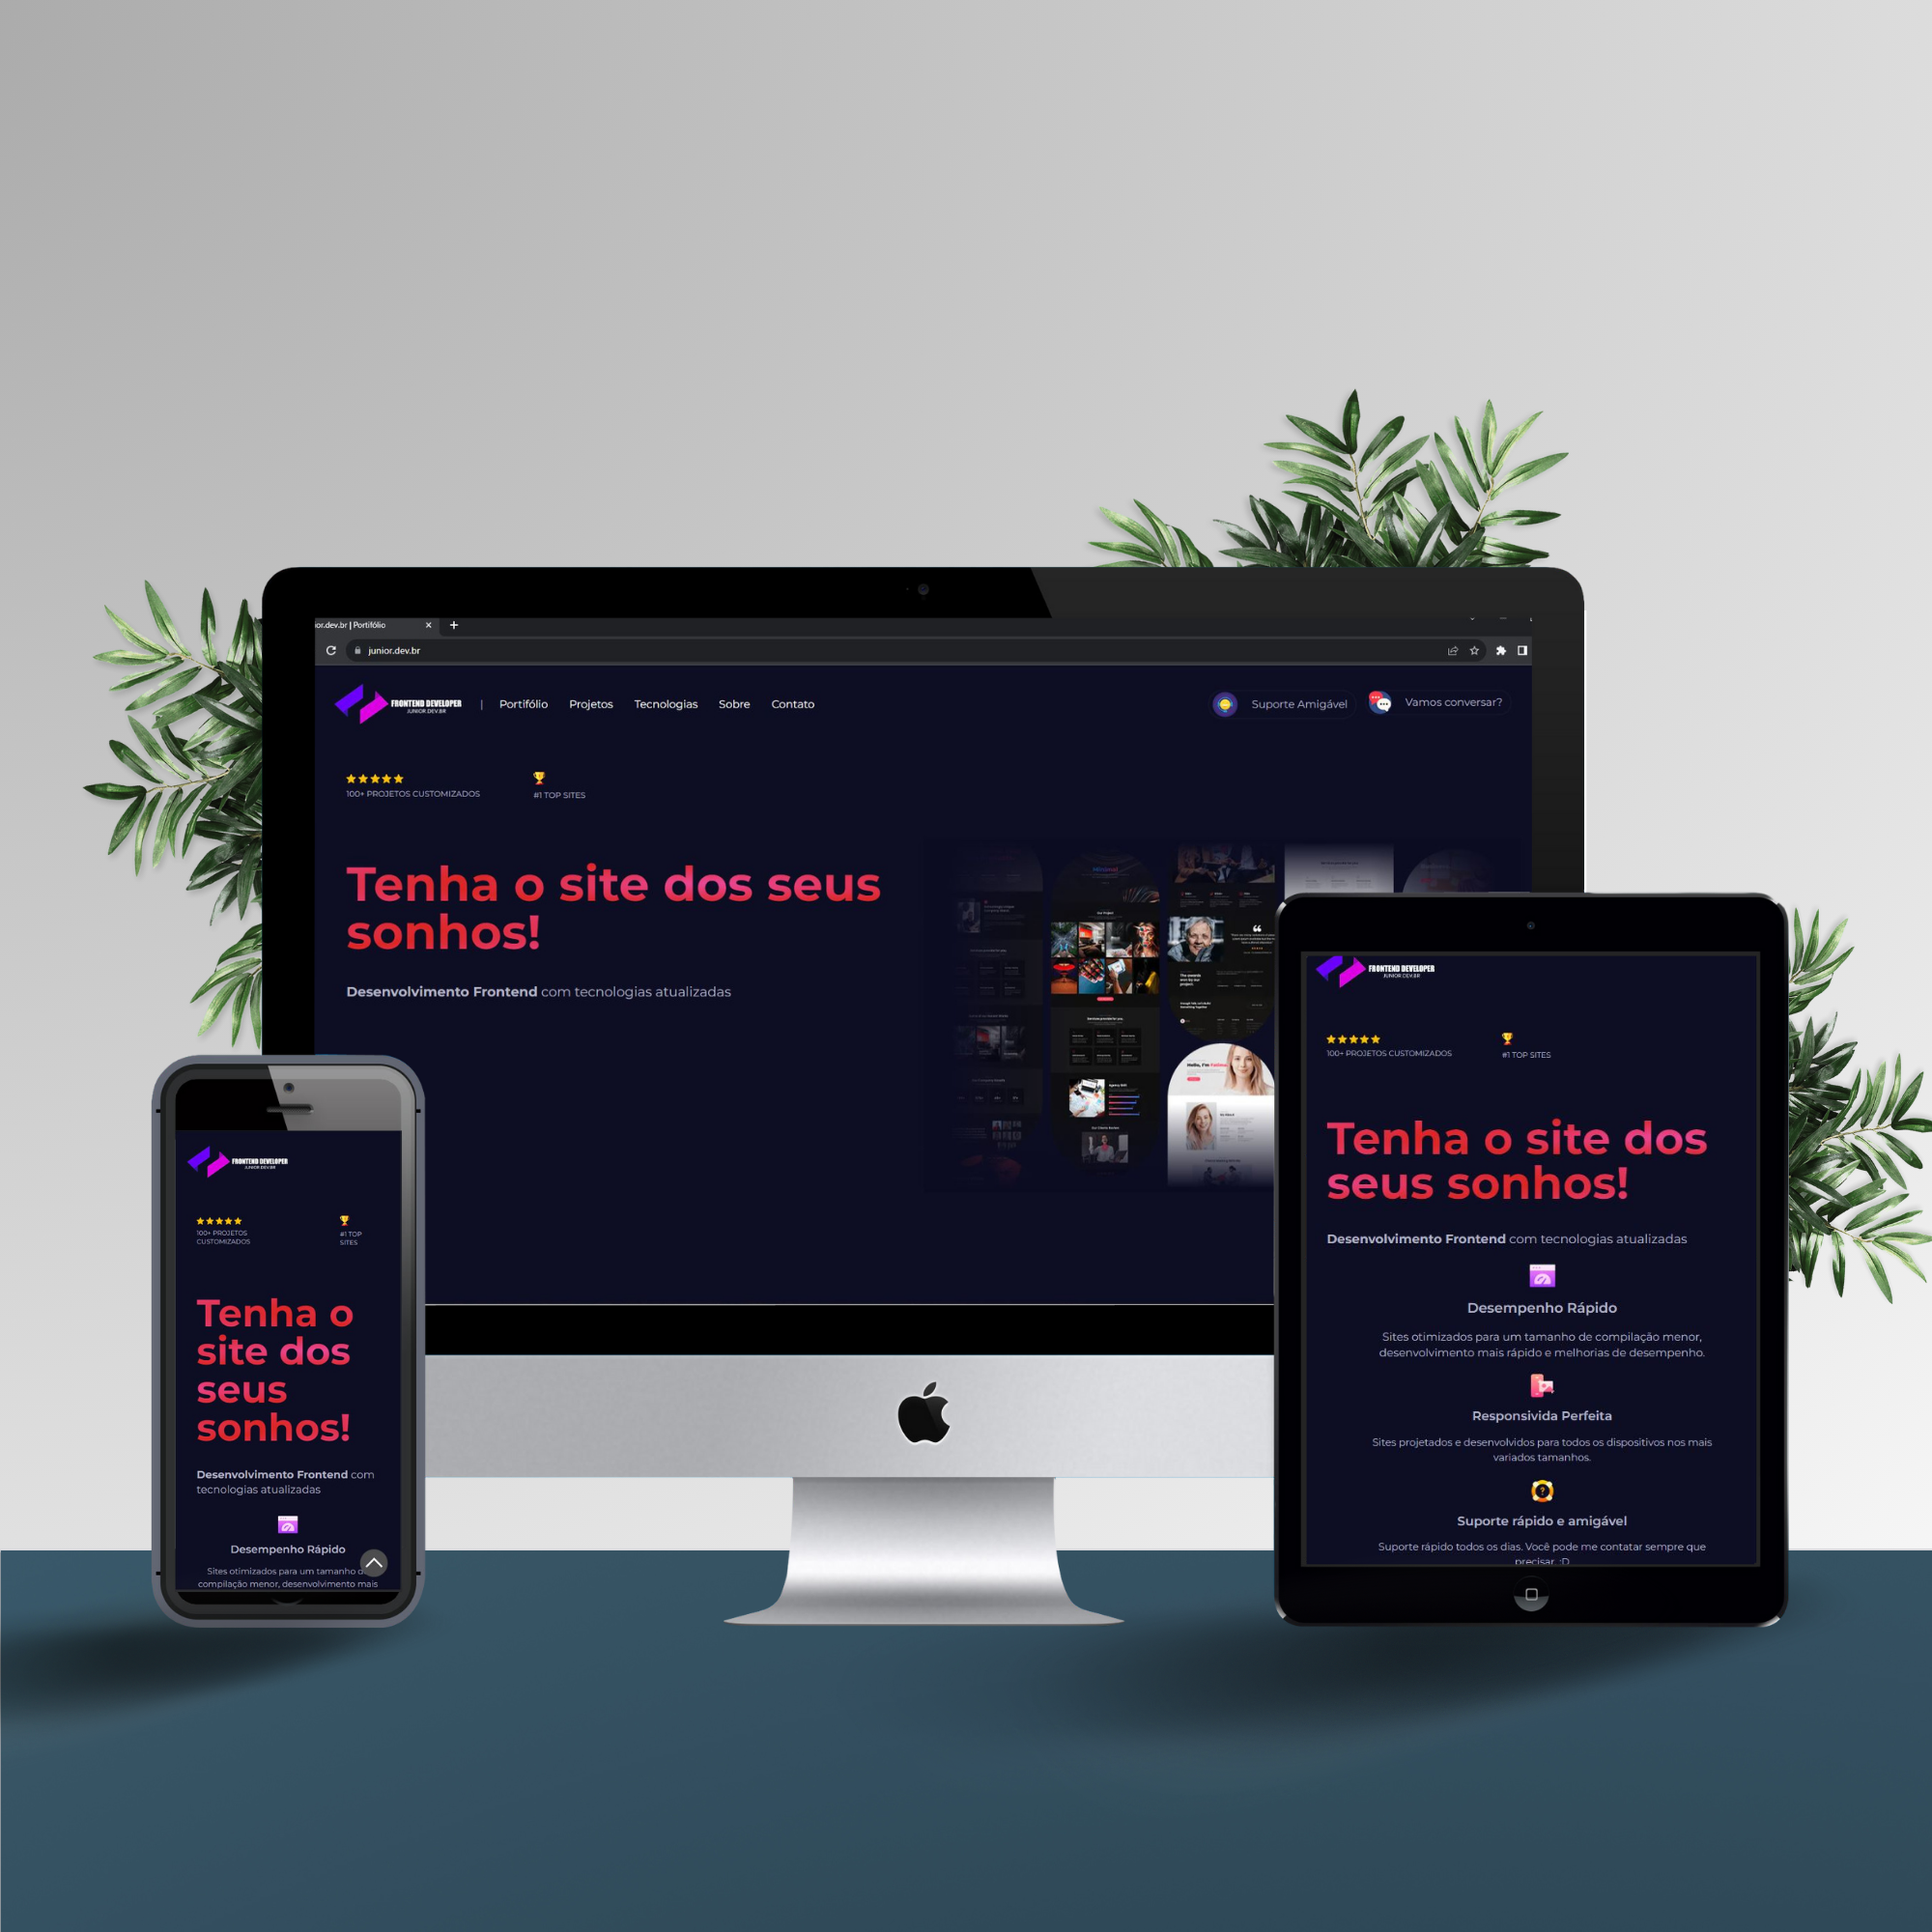 or.dev.br | Portifólio
junior.dev.br
FRONTEND DEVELOPER
JUNIOR.DEV.BR
| Portifólio Projetos Tecnologias Sobre Contato
Suporte Amigável
Vamos conversar?
100+ PROJETOS CUSTOMIZADOS
#1 TOP SITES
Tenha o site dos seus
sonhos!
Desenvolvimento Frontend com tecnologias atualizadas
Our Project
Hello, I'm
FRONTEND DEVELOPER
JUNIOR.DEV.BR
100+ PROJETOS
CUSTOMIZADOS
#1 TOP
SITES
Tenha o
site dos
seus
sonhos!
Desenvolvimento Frontend com
tecnologias atualizadas
Desempenho Rápido
Sites otimizados para um tamanho d
compilação menor, desenvolvimento mais
FRONTEND DEVELOPER
JUNIOR.DEV.BR
100+ PROJETOS CUSTOMIZADOS
#1 TOP SITES
Tenha o site dos
seus sonhos!
Desenvolvimento Frontend com tecnologias atualizadas
Desempenho Rápido
Sites otimizados para um tamanho de compilação menor,
desenvolvimento mais rápido e melhorias de desempenho.
Responsivida Perfeita
Sites projetados e desenvolvidos para todos os dispositivos nos mais
variados tamanhos.
Suporte rápido e amigável
Suporte rápido todos os dias. Você pode me contatar sempre que
precisar. :D